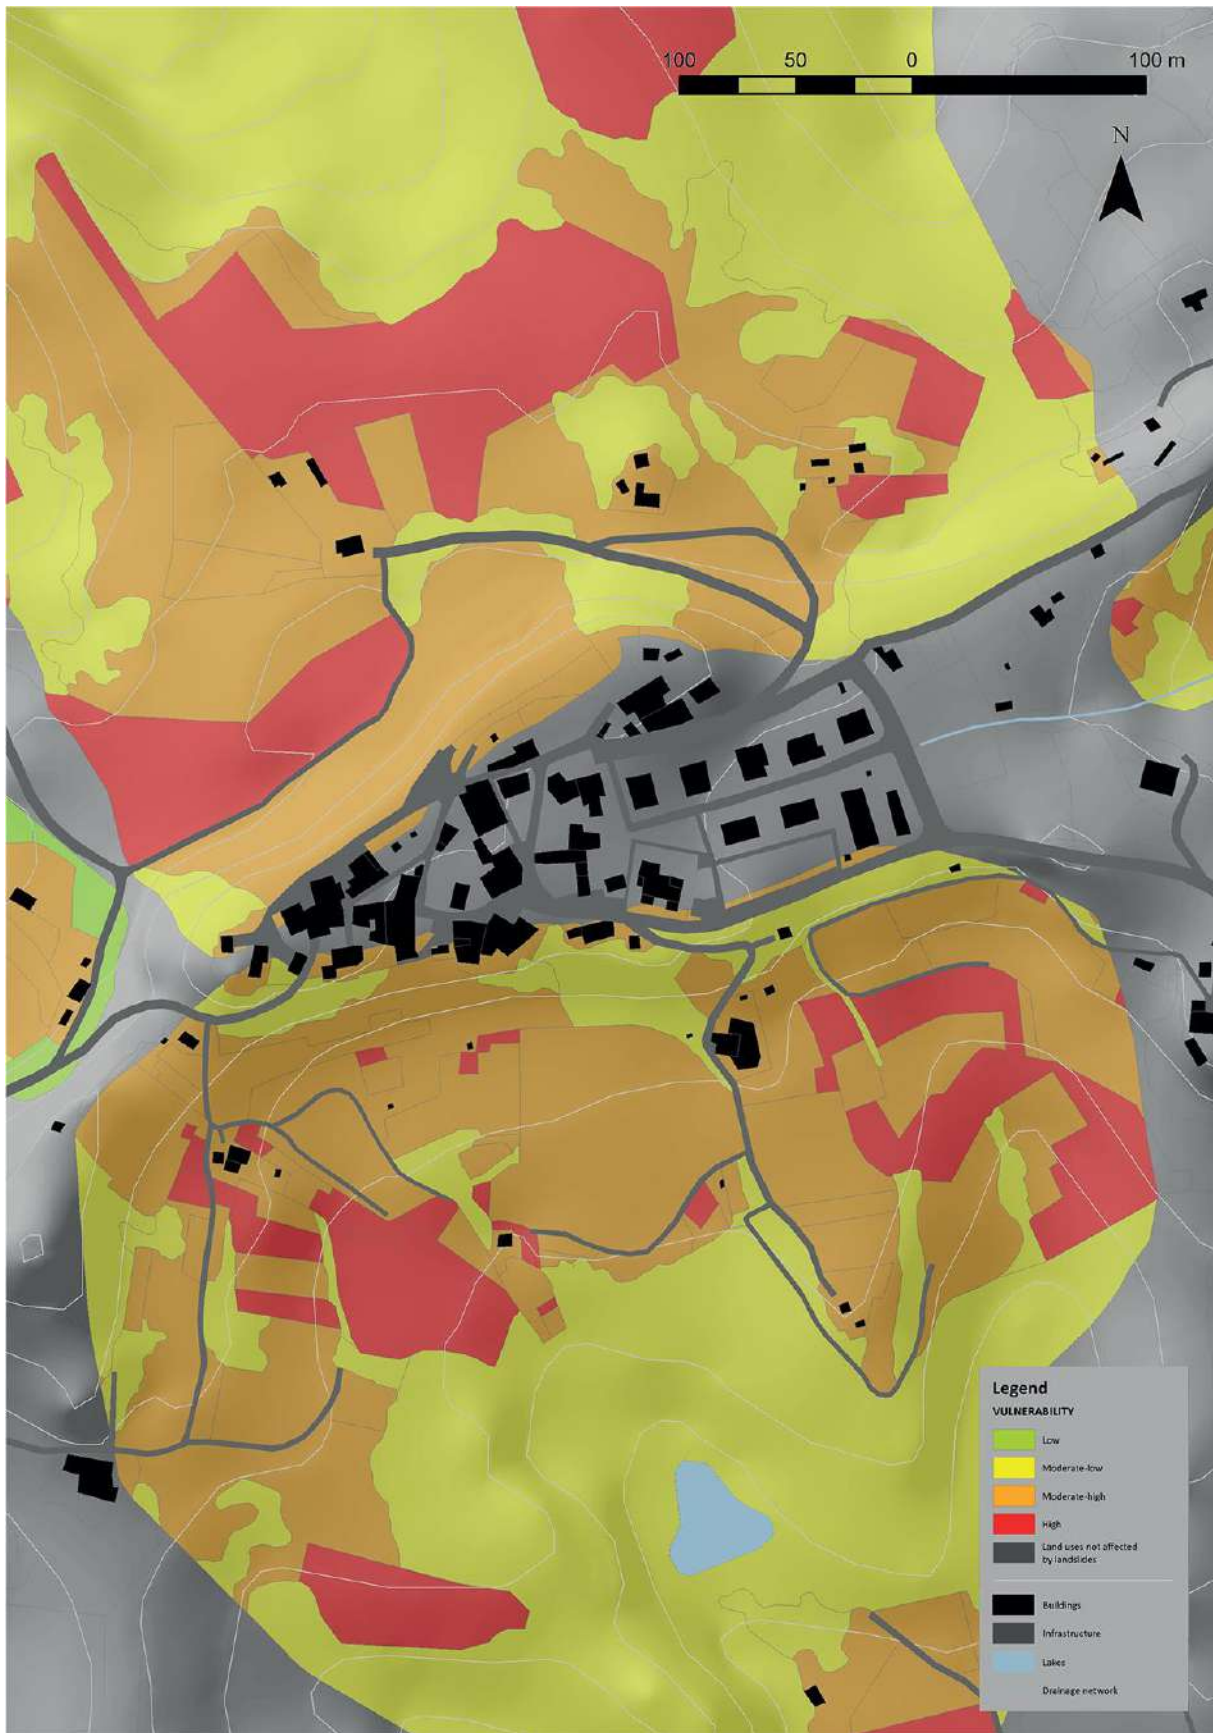 100 50 0 100 m
N
Legend
VULNERABILITY
Low
Moderate-low
Moderate-high
High
Land uses not affected
by landslides
Buildings
Infrastructure
Lakes
Drainage network